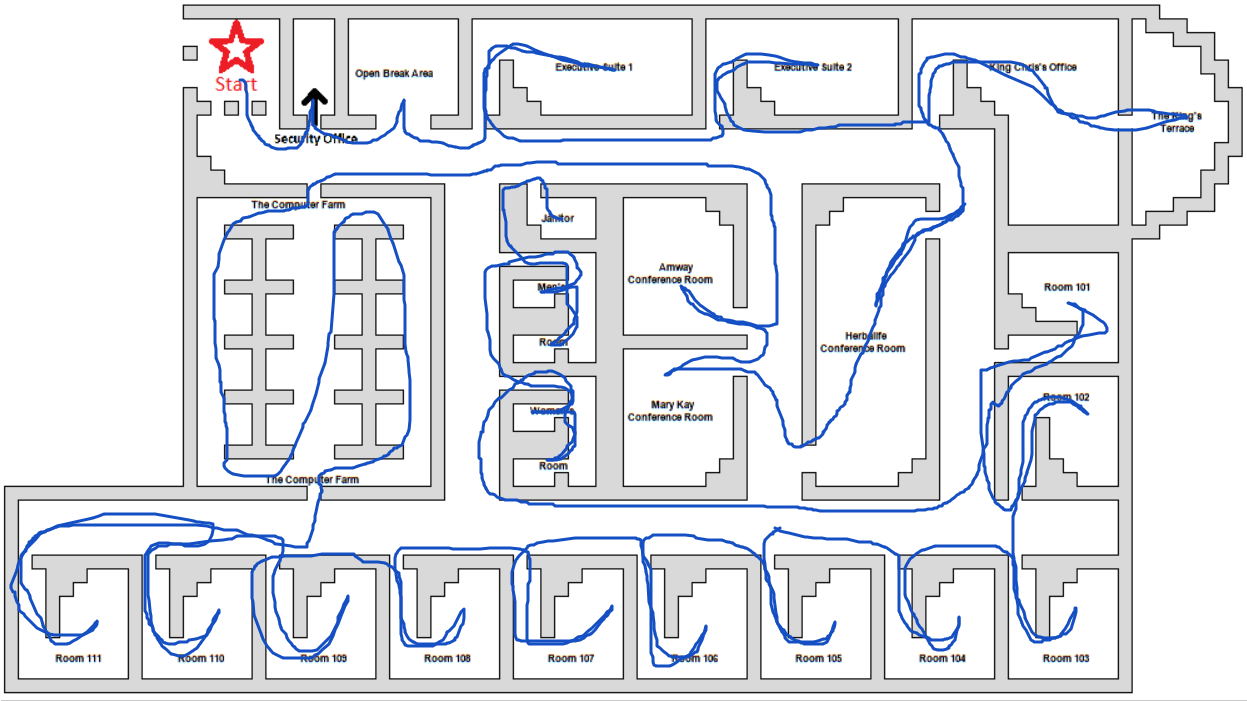 Start
Open Break Area
Executive Suite 1
Executive Suite 2
King Chris's Office
The King's
Terrace
Security Office
The Computer Farm
Janitor
Amway
Conference Room
Men's
Room
Herbalife
Conference Room
Room 101
Mary Kay
Conference Room
Women's
Room
Room 102
The Computer Farm
Room 111
Room 110
Room 109
Room 108
Room 107
Room 106
Room 105
Room 104
Room 103